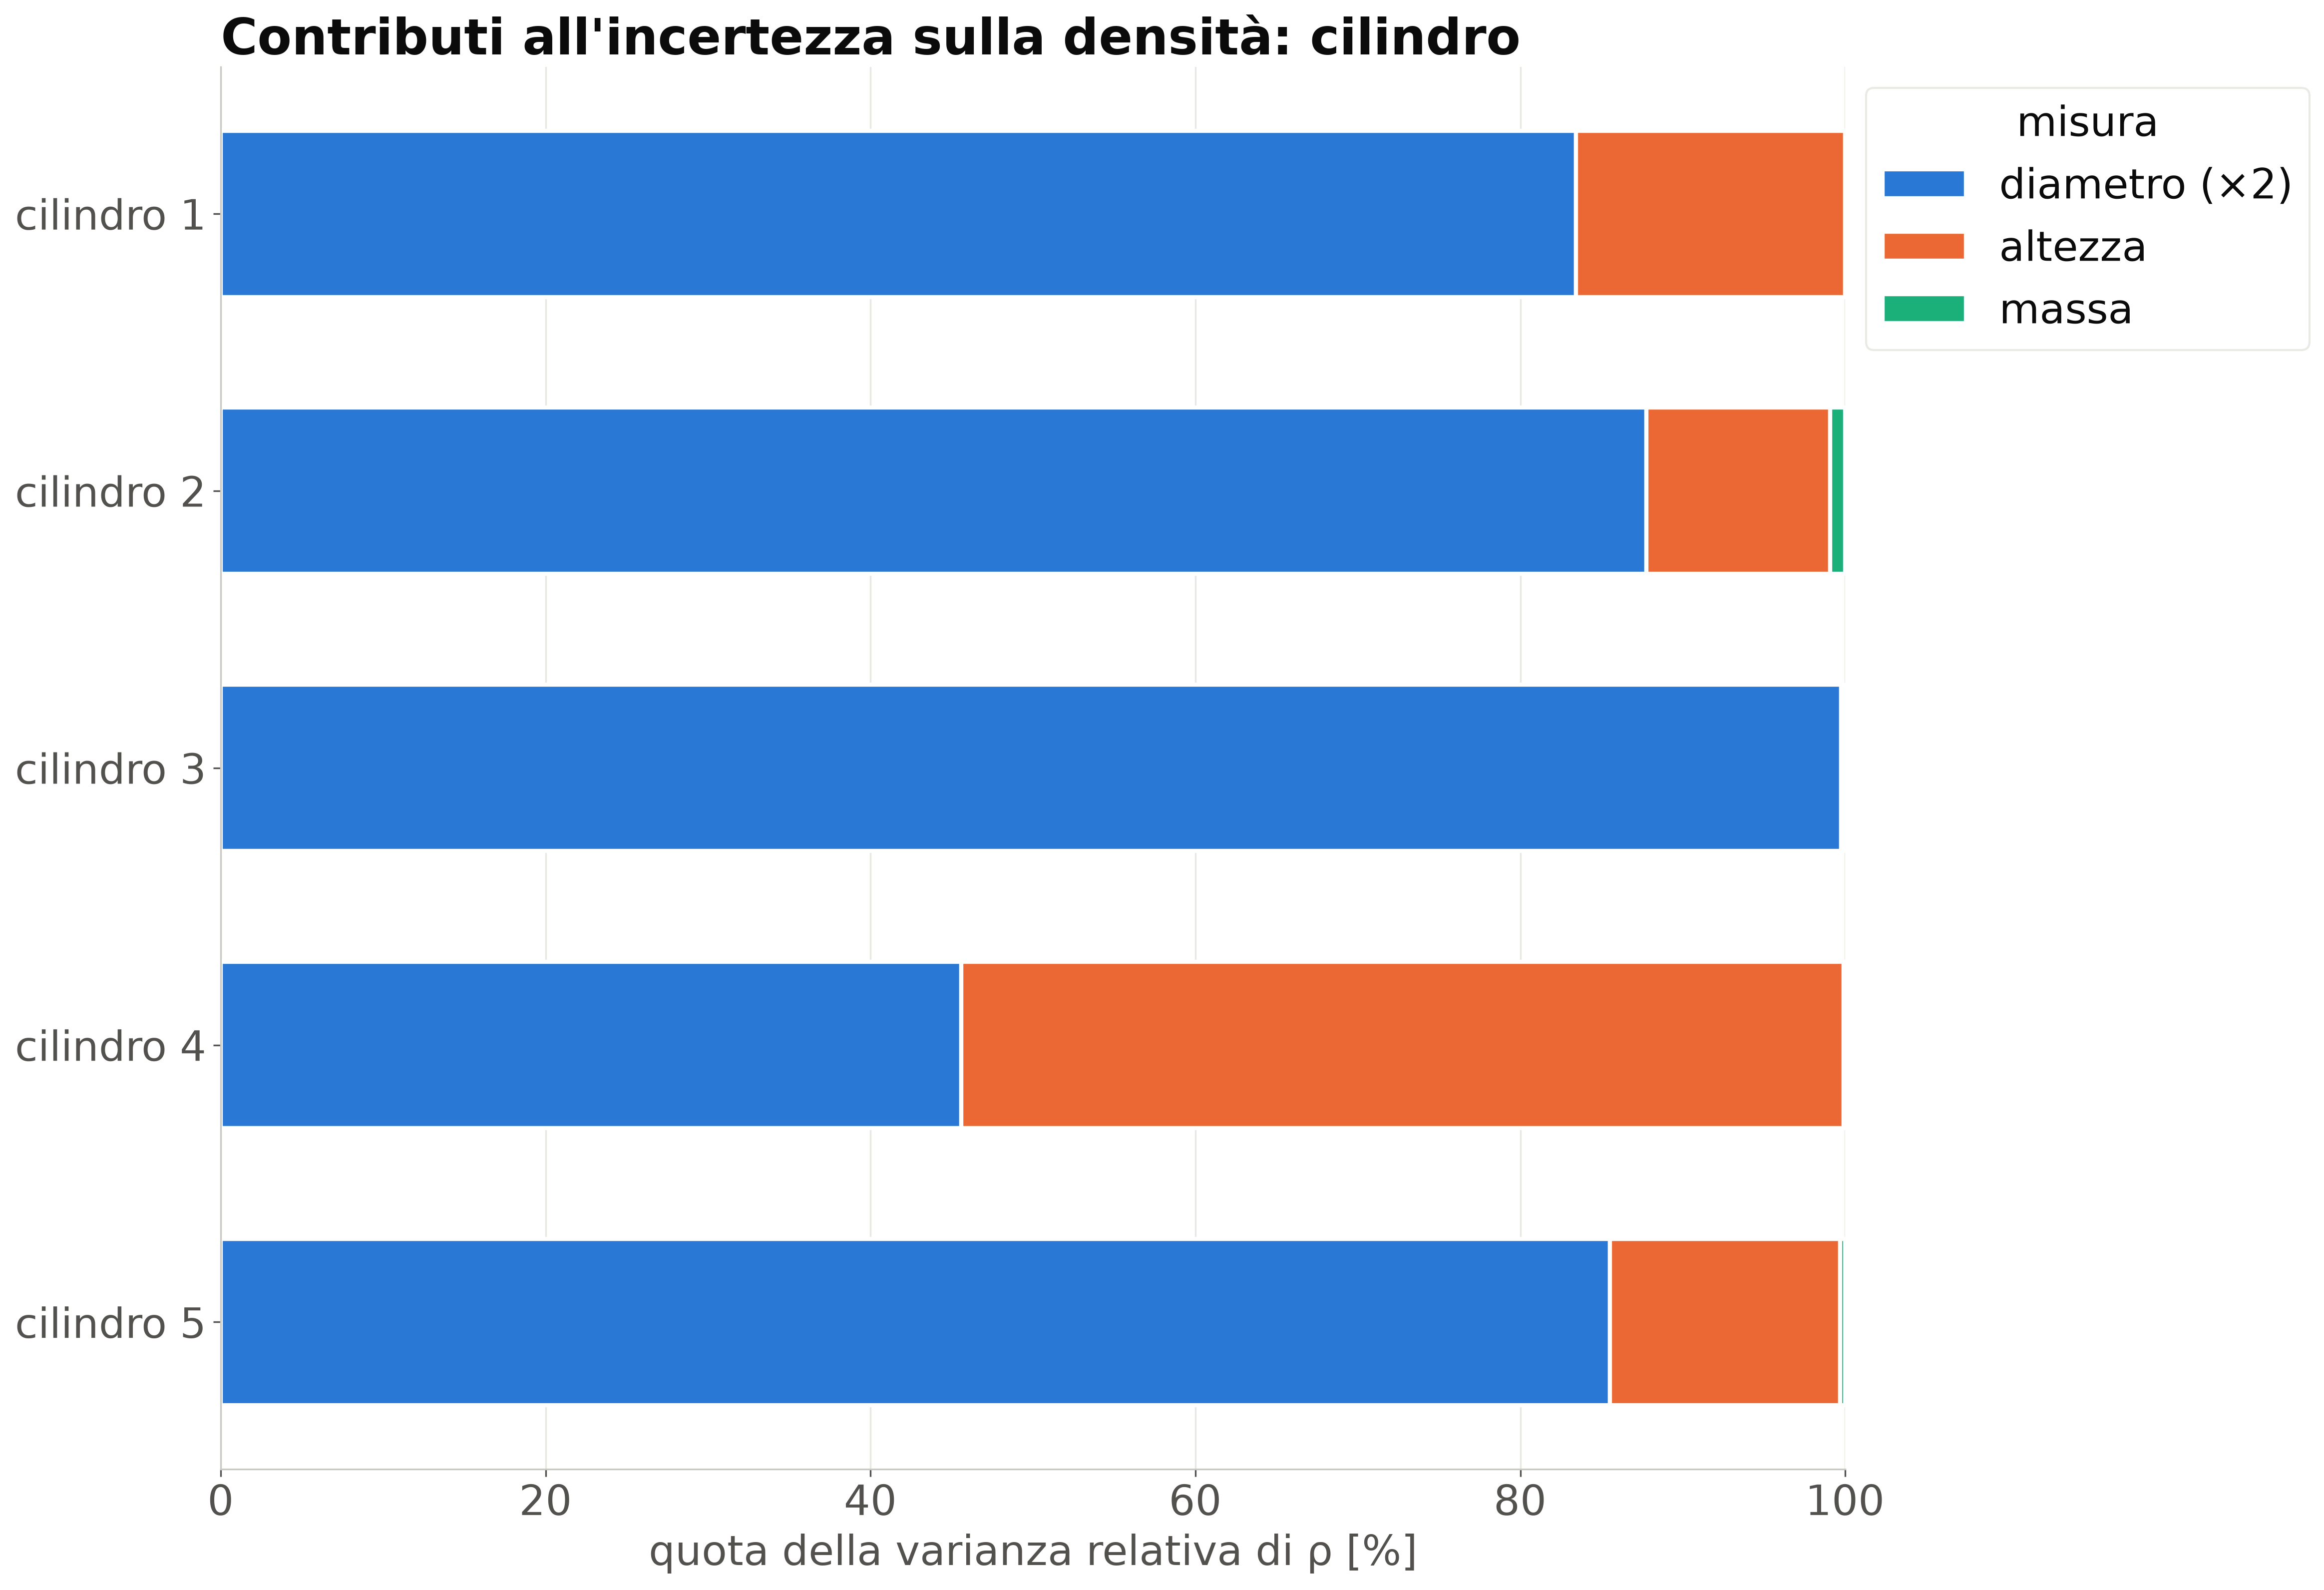 Contributi all'incertezza sulla densità: cilindro
misura
diametro (×2)
altezza
massa
cilindro 1
cilindro 2
cilindro 3
cilindro 4
cilindro 5
0 20 40 60 80 100
quota della varianza relativa di ρ [%]